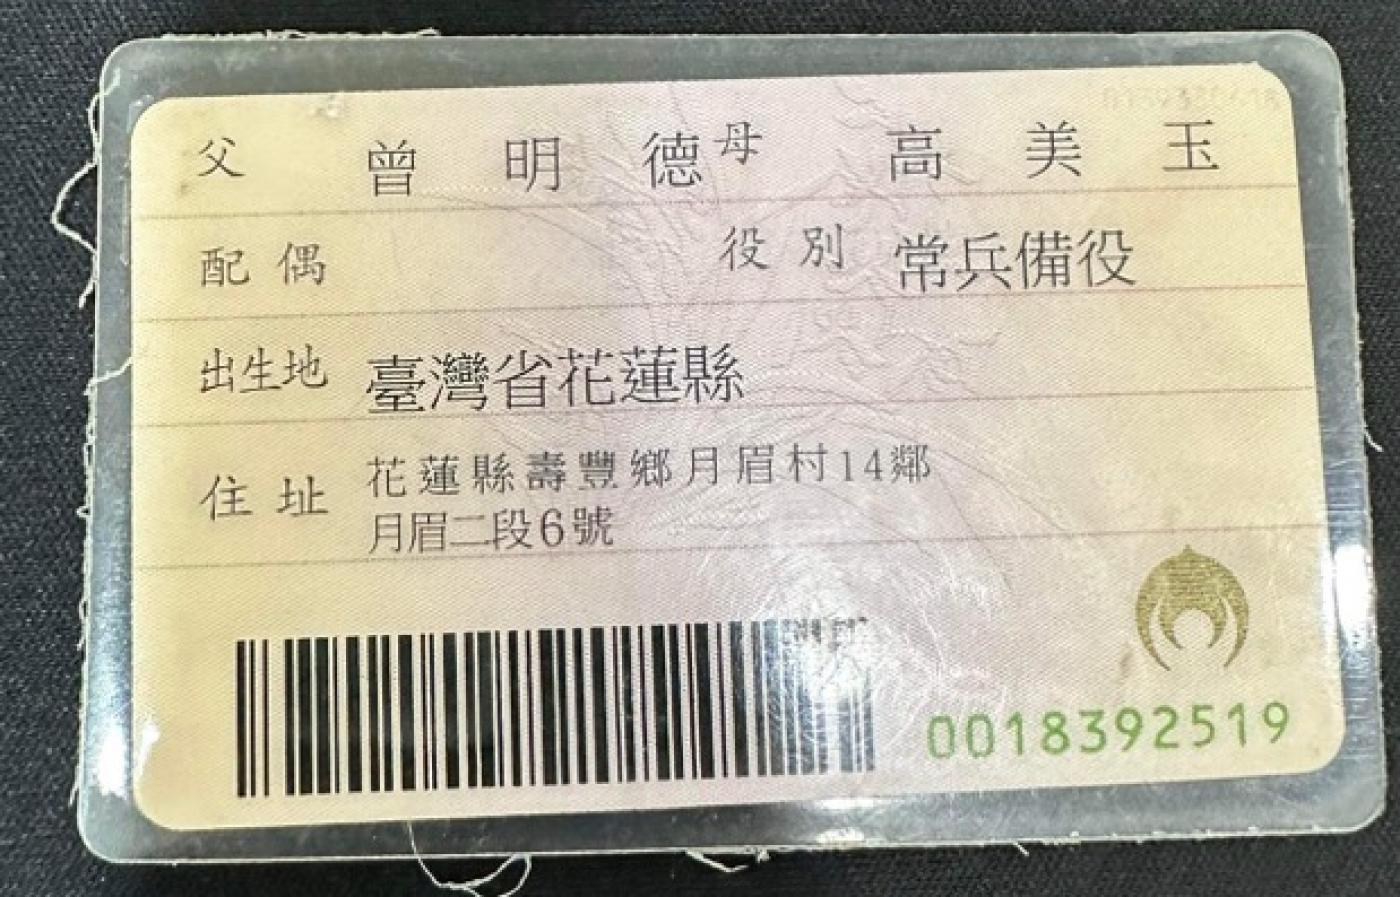 父 曾明德 母 高美玉
配偶 役別 常兵備役
出生地 臺灣省花蓮縣
住址 花蓮縣壽豐鄉月眉村14鄰
月眉二段6號
0018392519